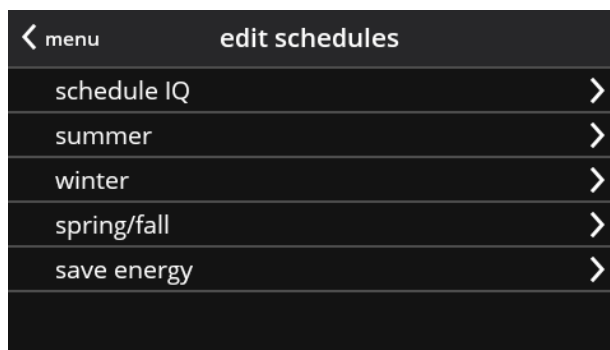 menu edit schedules
schedule IQ
summer
winter
spring/fall
save energy